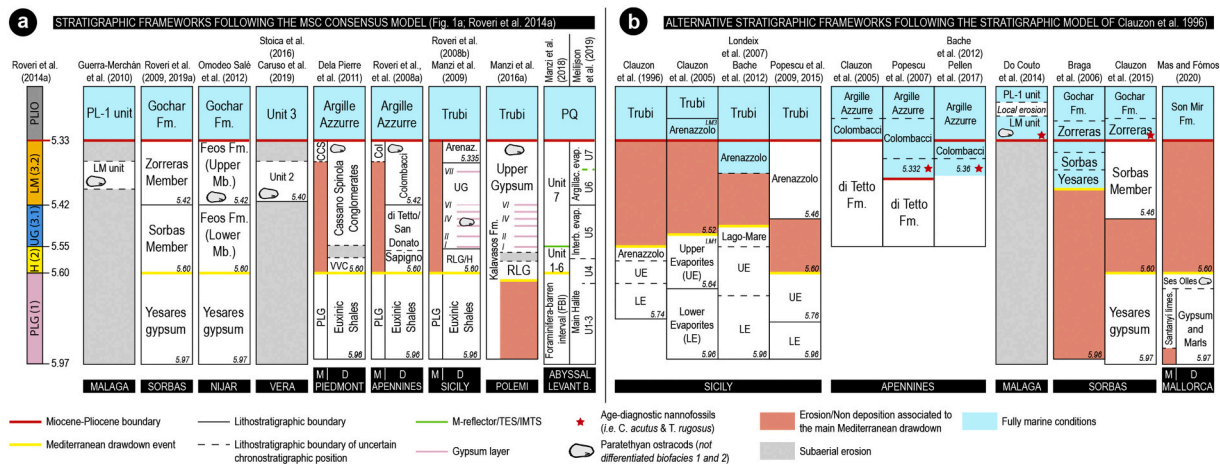 a
STRATIGRAPHIC FRAMEWORKS FOLLOWING THE MSC CONSENSUS MODEL (Fig. 1a; Roveri et al. 2014a)
Roveri et al.
(2014a)
Guerra-Merchán
et al. (2010)
Roveri et al.
(2009, 2019a)
Omodeo Salé
et al. (2012)
Stoica et al.
(2016)
Caruso et al.
(2019)
Dela Pierre
et al. (2011)
Roveri et al.,
(2008a)
Roveri et al.
(2008b)
Manzi et al.
(2009)
Manzi et al.
(2016a)
Manzi et al.
(2018)
Meilijson et al.
(2019)
PLIO
5.33
LM (3.2)
5.42
UG (3.1)
5.55
H (2)
5.60
PLG (1)
5.97
PL-1 unit
LM unit
MALAGA
Gochar
Fm.
Zorreras
Member
5.42
Sorbas
Member
5.60
Yesares
gypsum
5.97
SORBAS
Gochar
Fm.
Feos Fm.
(Upper
Mb.)
5.42
Feos Fm.
(Lower
Mb.)
5.60
Yesares
gypsum
5.97
NIJAR
Unit 3
Unit 2
5.40
VERA
Argille
Azzurre
CCS
Cassano Spinola
Conglomerates
VVC
5.60
PLG
Euxinic
Shales
5.96
M
D
PIEDMONT
Argille
Azzurre
Col
Colombacci
5.42
di Tetto/
San
Donato
Sapigno
5.60
PLG
Euxinic
Shales
5.96
M
D
APENNINES
Trubi
Arenaz.
5.335
VII
UG
VI
IV
II
I
RLG/H
5.60
PLG
Euxinic
Shales
5.96
M
D
SICILY
Trubi
Upper
Gypsum
VI
IV
II
I
Kalavasos Fm.
RLG
POLEMI
PQ
Unit
7
Unit
1-6
Foraminifera-barren
interval (FBI)
Argillac. evap.
Interb. evap.
Main Halite
U7
U6
U5
U4
U1-3
ABYSSAL
LEVANT B.
b
ALTERNATIVE STRATIGRAPHIC FRAMEWORKS FOLLOWING THE STRATIGRAPHIC MODEL OF Clauzon et al. 1996)
Clauzon
et al. (1996)
Clauzon
et al. (2005)
Londeix et al.
(2007)
Bache et al.
(2012)
Popescu et al.
(2009, 2015)
Clauzon
et al. (2005)
Popescu
et al. (2007)
Bache et al.
(2012)
Pellen et al.
(2017)
Do Couto
et al. (2014)
Braga et al.
(2006)
Clauzon
et al. (2015)
Mas and Fórnos
(2020)
Trubi
Arenazzolo
UE
LE
5.74
Trubi
LM3
Arenazzolo
5.52
LM1
Upper
Evaporites
(UE)
5.64
Lower
Evaporites
(LE)
5.96
Trubi
Arenazzolo
Lago-Mare
UE
LE
5.96
Trubi
Arenazzolo
5.46
5.60
UE
5.76
LE
5.96
SICILY
Argille
Azzurre
Colombacci
di Tetto
Fm.
Argille
Azzurre
Colombacci
5.332
di Tetto
Fm.
Argille
Azzurre
Colombacci
5.36
APENNINES
PL-1 unit
Local erosion
LM unit
MALAGA
Gochar Fm.
Zorreras
Sorbas
Yesares
5.96
Gochar
Fm.
Zorreras
Sorbas
Member
5.46
5.60
Yesares
gypsum
5.97
SORBAS
Son Mir
Fm.
Ses Olles
Santanyi limes.
Gypsum
and
Marls
5.97
M
D
MALLORCA
Miocene-Pliocene boundary
Mediterranean drawdown event
Lithostratigraphic boundary
Lithostratigraphic boundary of uncertain
chronostratigraphic position
M-reflector/TES/IMTS
Gypsum layer
Age-diagnostic nannofossils
(i.e. C. acutus & T. rugosus)
Paratethyan ostracods (not
differentiated biofacies 1 and 2)
Erosion/Non deposition associated to
the main Mediterranean drawdown
Subaerial erosion
Fully marine conditions